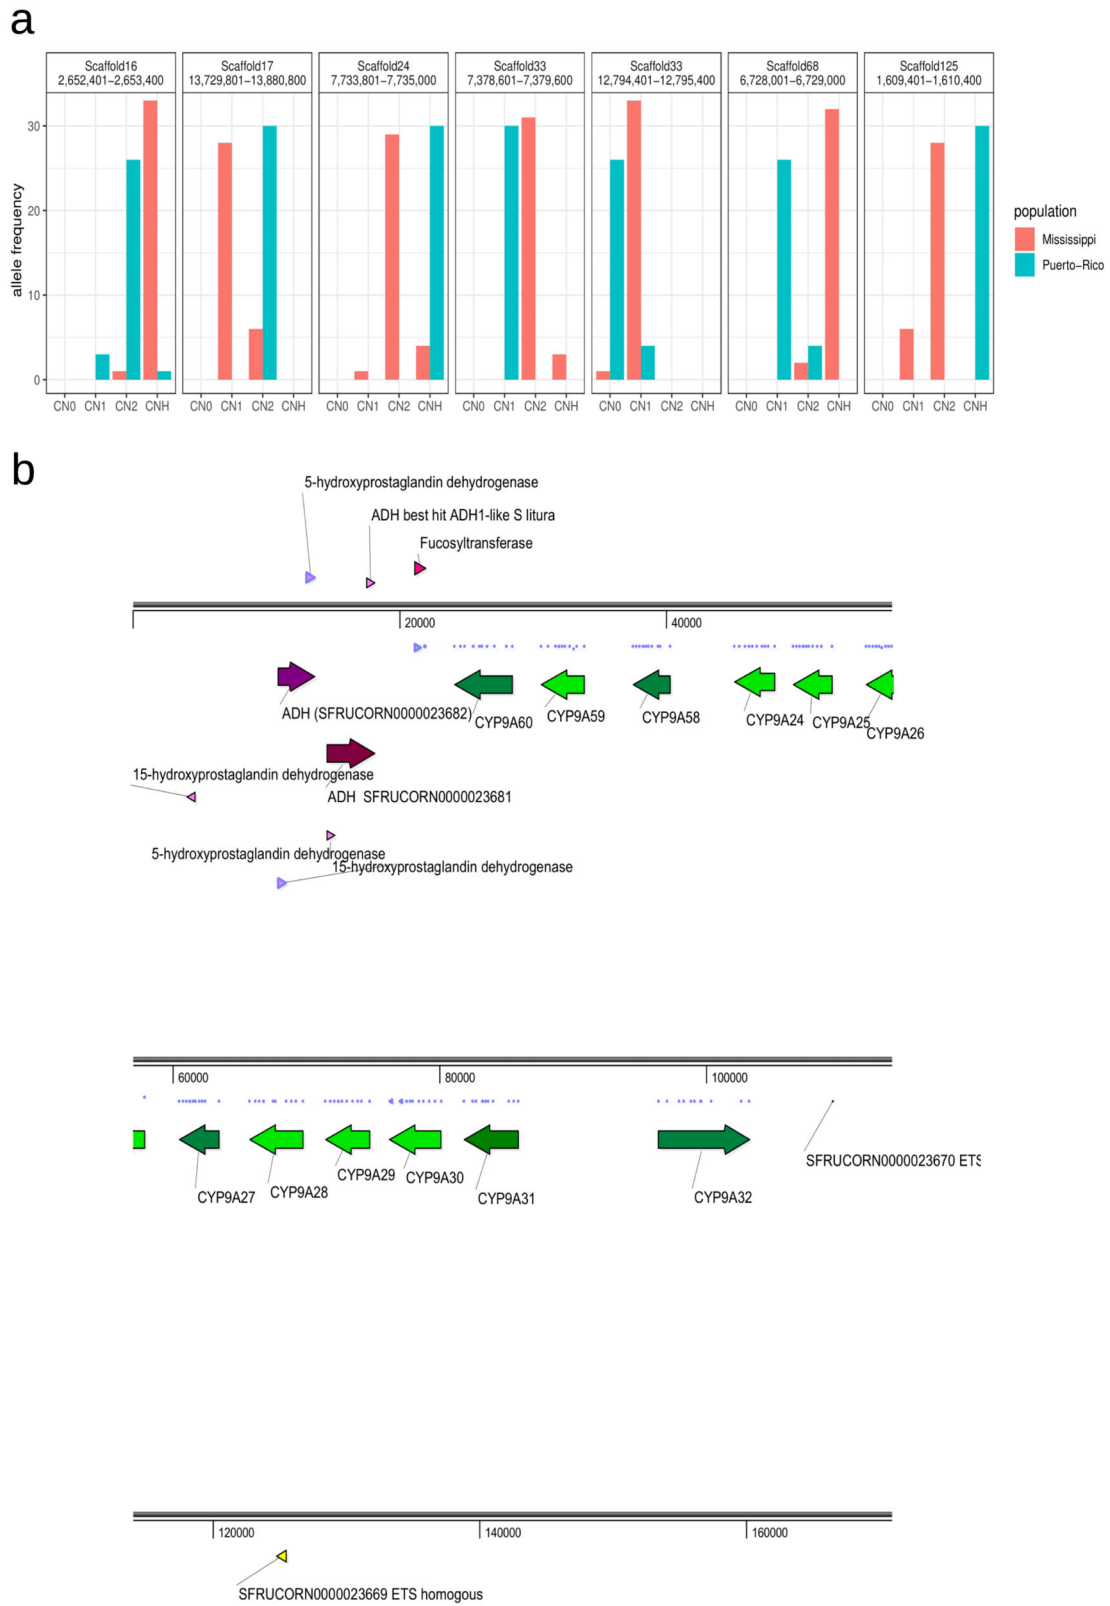 a
Scaffold16
2,652,401−2,653,400
Scaffold17
13,729,801−13,880,800
Scaffold24
7,733,801−7,735,000
Scaffold33
7,378,601−7,379,600
Scaffold33
12,794,401−12,795,400
Scaffold68
6,728,001−6,729,000
Scaffold125
1,609,401−1,610,400
allele frequency
30
20
10
0
CN0 CN1 CN2 CNH
CN0 CN1 CN2 CNH
CN0 CN1 CN2 CNH
CN0 CN1 CN2 CNH
CN0 CN1 CN2 CNH
CN0 CN1 CN2 CNH
CN0 CN1 CN2 CNH
population
Mississippi
Puerto−Rico
b
5-hydroxyprostaglandin dehydrogenase
ADH best hit ADH1-like S litura
Fucosyltransferase
20000
40000
ADH (SFRUCORN0000023682)
CYP9A60
CYP9A59
CYP9A58
CYP9A24
CYP9A25
CYP9A26
15-hydroxyprostaglandin dehydrogenase
ADH SFRUCORN0000023681
5-hydroxyprostaglandin dehydrogenase
15-hydroxyprostaglandin dehydrogenase
60000
80000
100000
CYP9A27
CYP9A28
CYP9A29
CYP9A30
CYP9A31
CYP9A32
SFRUCORN0000023670 ETS
120000
140000
160000
SFRUCORN0000023669 ETS homogous